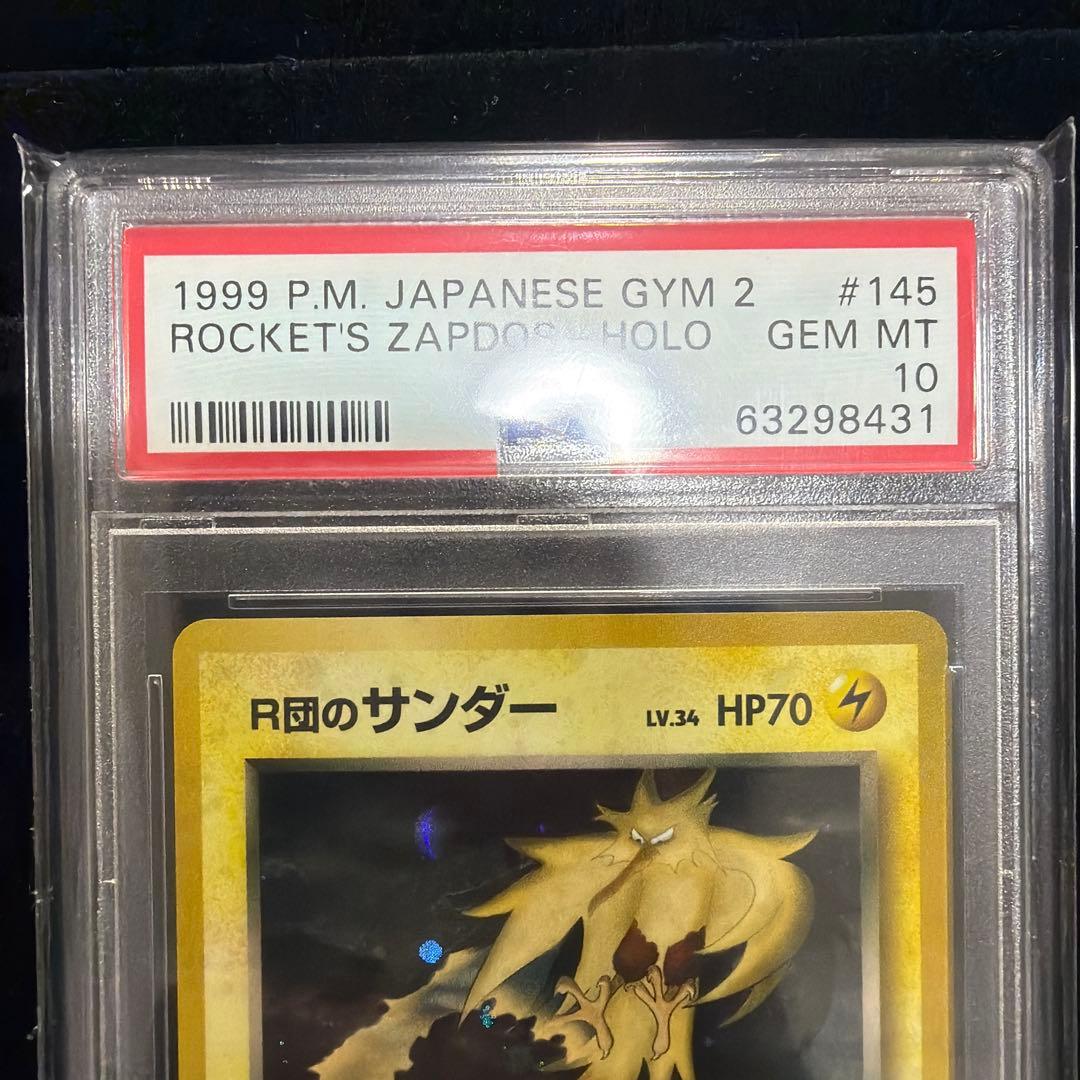 1999 P.M. JAPANESE GYM 2 #145
ROCKET'S ZAPDOS - HOLO GEM MT
10
63298431
R団のサンダー LV.34 HP70